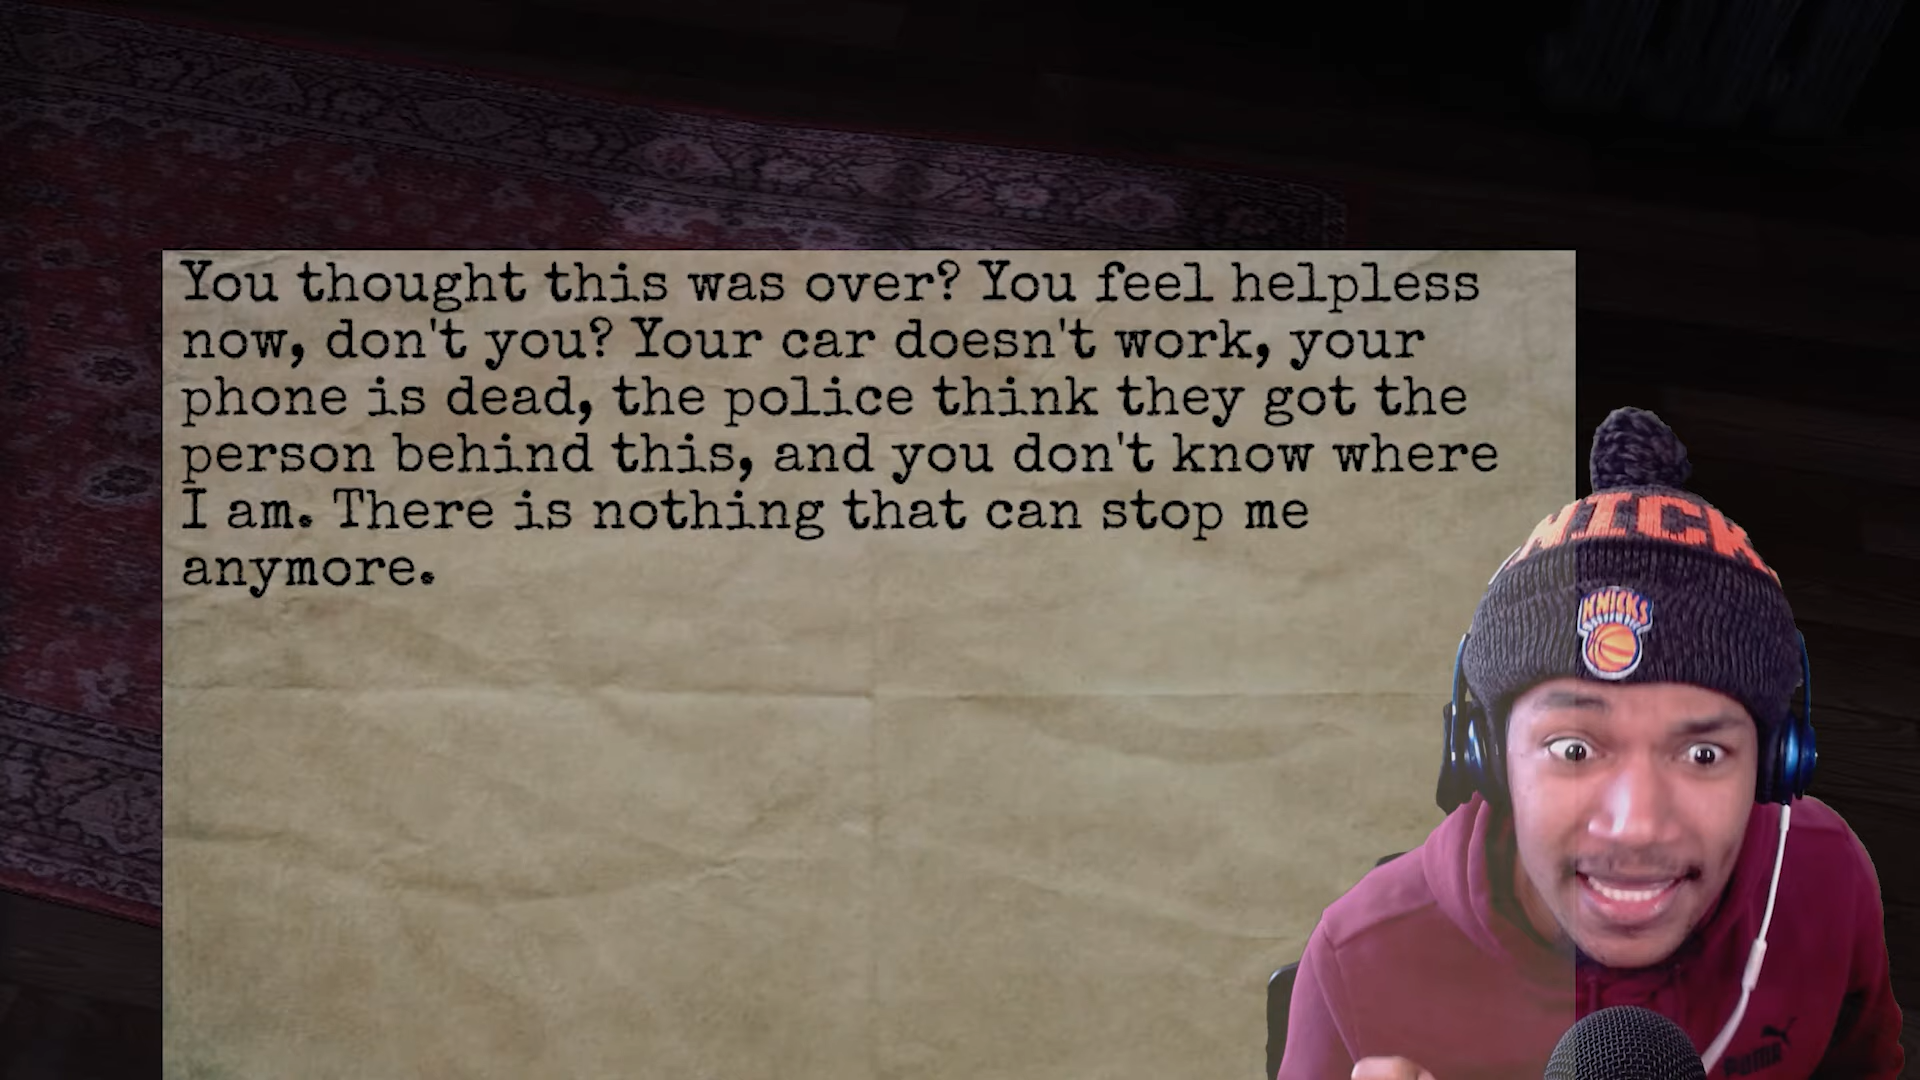 You thought this was over? You feel helpless
now, don't you? Your car doesn't work, your
phone is dead, the police think they got the
person behind this, and you don't know where
I am. There is nothing that can stop me
anymore.
NICK
KNICKS
PUMA